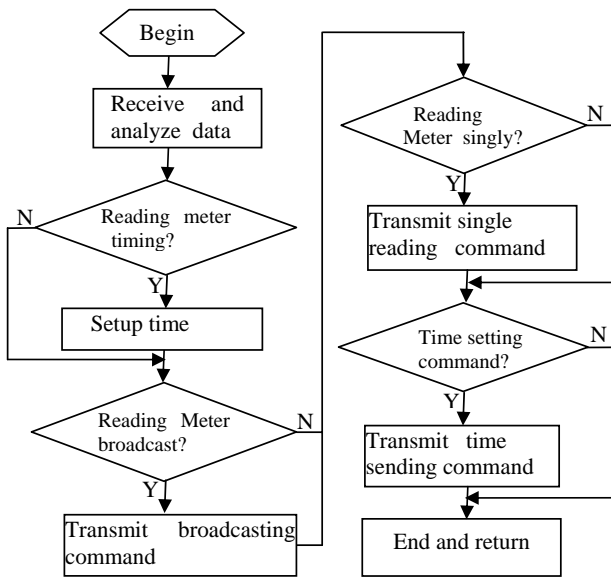 Begin
Receive and
analyze data
Reading meter
timing?
N
Y
Setup time
Reading Meter
broadcast?
N
Y
Transmit broadcasting
command
Reading
Meter singly?
N
Y
Transmit single
reading command
Time setting
command?
N
Y
Transmit time
sending command
End and return